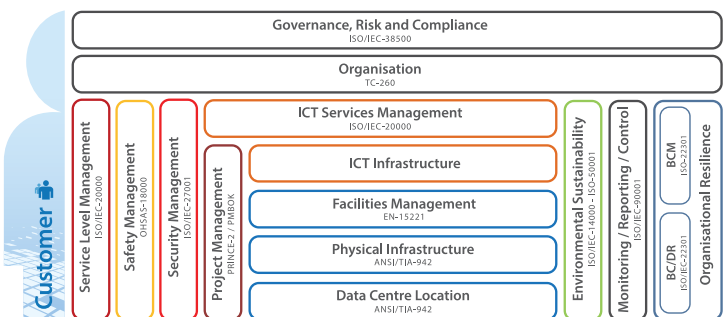 Governance, Risk and Compliance
ISO/IEC-38500
Organisation
TC-260
Customer
Service Level Management
ISO/IEC-20000
Safety Management
OHSAS-18000
Security Management
ISO/IEC-27001
ICT Services Management
ISO/IEC-20000
Project Management
PRINCE-2 / PMBOK
ICT Infrastructure
Facilities Management
EN-15221
Physical Infrastructure
ANSI/TIA-942
Data Centre Location
ANSI/TIA-942
Environmental Sustainability
ISO/IEC-14000 - ISO-50001
Monitoring / Reporting / Control
ISO/IEC-90001
BCM
ISO-22301
BC/DR
ISO/IEC-22301
Organisational Resilience